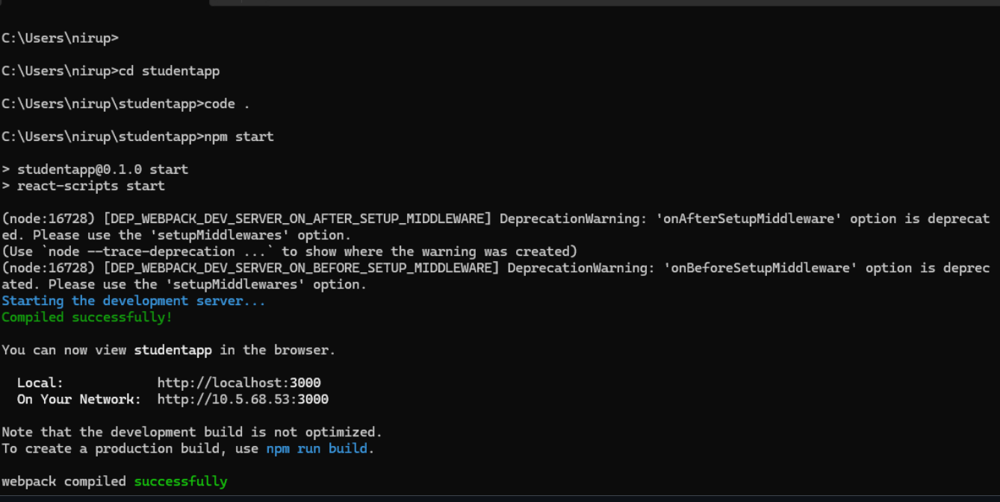 C:\Users\nirup>
C:\Users\nirup>cd studentapp
C:\Users\nirup\studentapp>code .
C:\Users\nirup\studentapp>npm start
> studentapp@0.1.0 start
> react-scripts start
(node:16728) [DEP_WEBPACK_DEV_SERVER_ON_AFTER_SETUP_MIDDLEWARE] DeprecationWarning: 'onAfterSetupMiddleware' option is deprecat
ed. Please use the 'setupMiddlewares' option.
(Use `node --trace-deprecation ...` to show where the warning was created)
(node:16728) [DEP_WEBPACK_DEV_SERVER_ON_BEFORE_SETUP_MIDDLEWARE] DeprecationWarning: 'onBeforeSetupMiddleware' option is deprec
ated. Please use the 'setupMiddlewares' option.
Starting the development server...
Compiled successfully!
You can now view studentapp in the browser.
Local: http://localhost:3000
On Your Network: http://10.5.68.53:3000
Note that the development build is not optimized.
To create a production build, use npm run build.
webpack compiled successfully